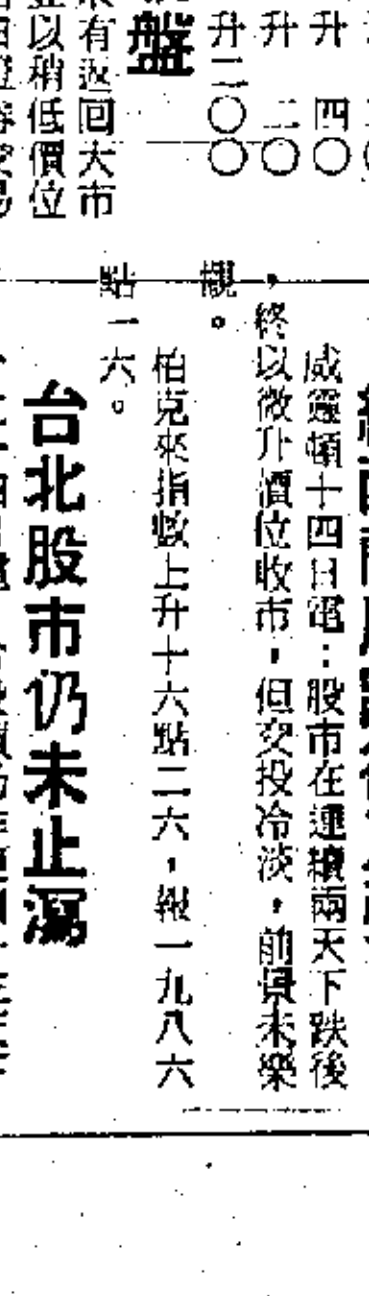 升四〇
升二〇
升二〇〇
盤
有返回大市
以稍低價位
威靈頓十四日電：股市在連續兩天下跌後
，終以微升價位收市，但交投冷淡，前景未樂
觀。
柏克來指數上升十六點二六，報一九八六
點一六。
台北股市仍未止瀉